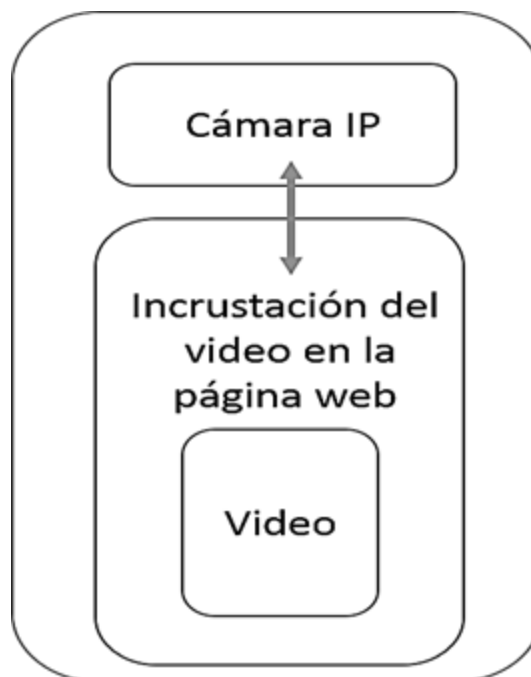 Cámara IP
Incrustación del
video en la
página web
Video